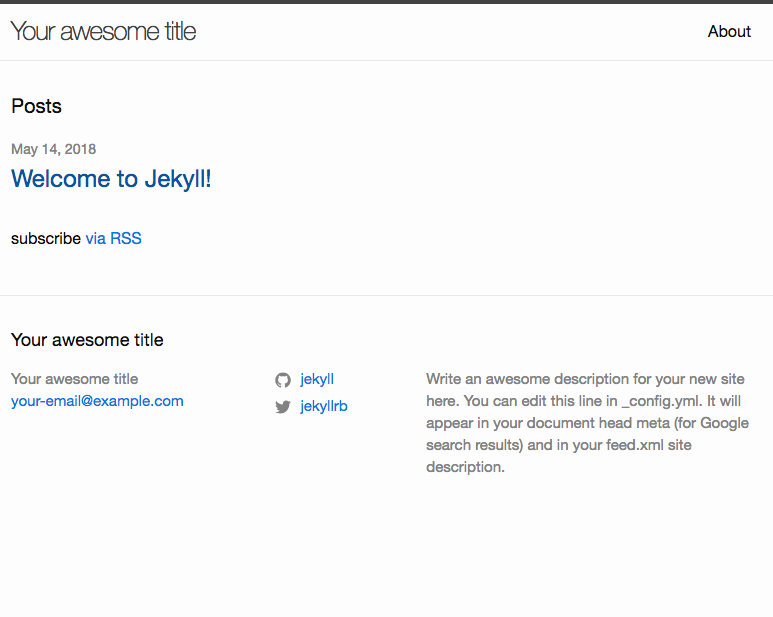 Your awesome title
About
Posts
May 14, 2018
Welcome to Jekyll!
subscribe via RSS
Your awesome title
Your awesome title
your-email@example.com
jekyll
jekyllrb
Write an awesome description for your new site
here. You can edit this line in _config.yml. It will
appear in your document head meta (for Google
search results) and in your feed.xml site
description.